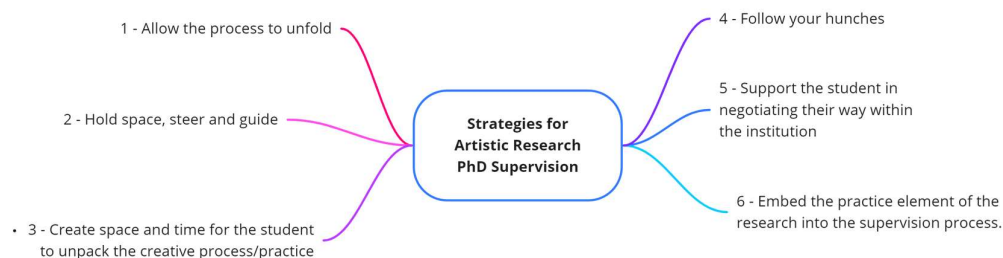 1 - Allow the process to unfold
2 - Hold space, steer and guide
• 3 - Create space and time for the student
to unpack the creative process/practice
Strategies for
Artistic Research
PhD Supervision
4 - Follow your hunches
5 - Support the student in
negotiating their way within
the institution
6 - Embed the practice element of the
research into the supervision process.